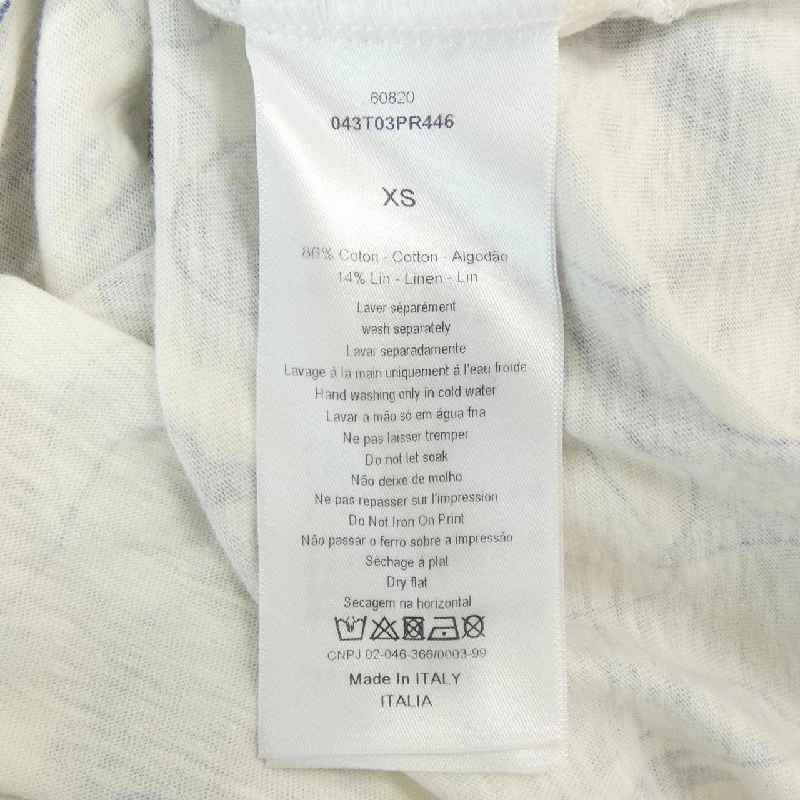 60820
043T03PR446
XS
86% Coton - Cotton - Algodão
14% Lin - Linen - Lin
Laver séparément
wash separately
Lavar separadamente
Lavage à la main uniquement à l'eau froide
Hand washing only in cold water
Lavar a mão só em água fria
Ne pas laisser tremper
Do not let soak
Não deixe de molho
Ne pas repasser sur l'impression
Do Not Iron On Print
Não passar o ferro sobre a impressão
Séchage à plat
Dry flat
Secagem na horizontal
CNPJ 02-046-366/0003-99
Made In ITALY
ITALIA